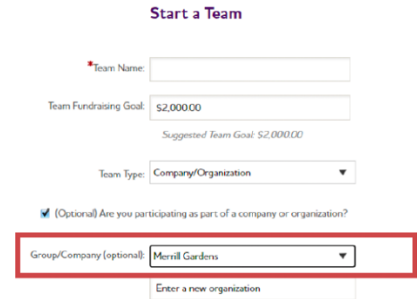 Start a Team
*Team Name:
Team Fundraising Goal: $2,000.00
Suggested Team Goal: $2,000.00
Team Type: Company/Organization
(Optional) Are you participating as part of a company or organization?
Group/Company (optional): Merrill Gardens
Enter a new organization